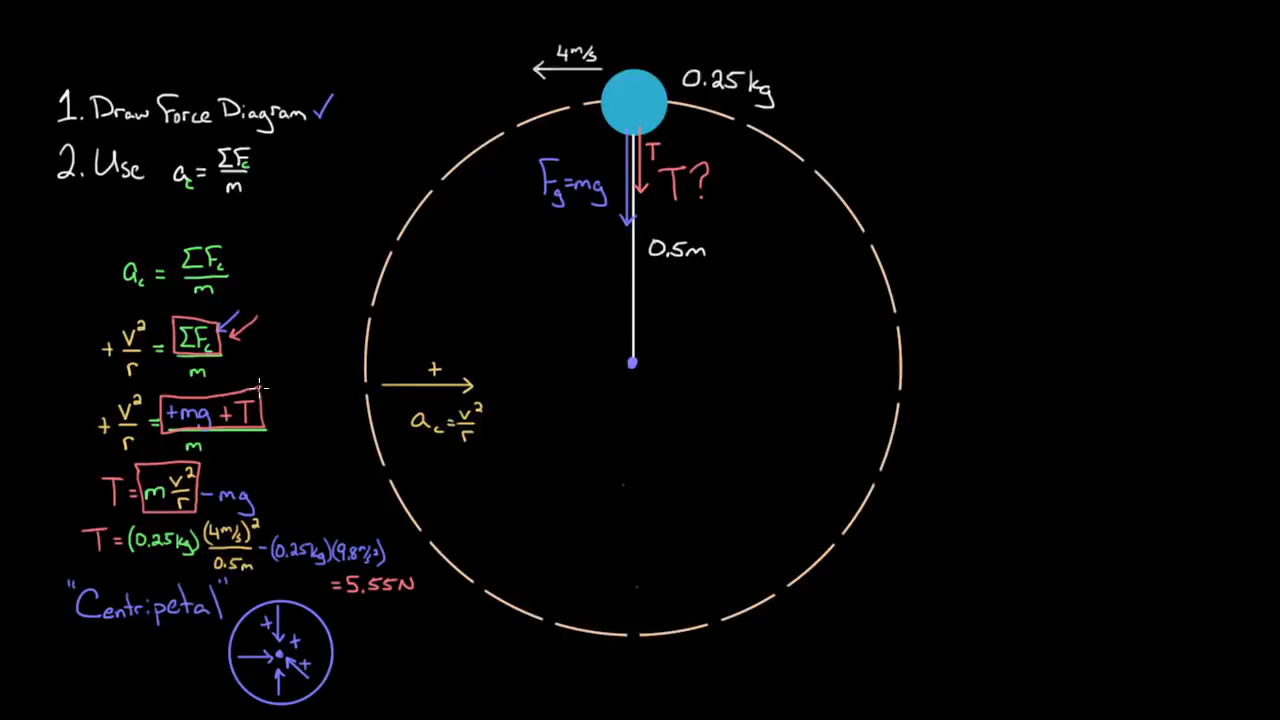 1. Draw Force Diagram ✓
2. Use a_c = ΣF_c / m
a_c = ΣF_c / m
+ v² / r = ΣF_c / m
+ v² / r = +mg + T / m
T = m v² / r - mg
T = (0.25kg) (4m/s)² / 0.5m - (0.25kg)(9.8m/s²)
= 5.55N
"Centripetal"
+
+
+
4m/s
0.25kg
T
F_g = mg
T?
0.5m
+
a_c = v² / r